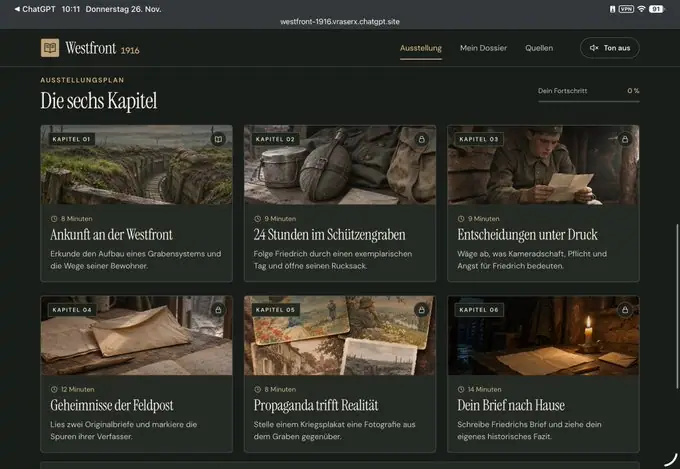 ChatGPT 10:11 Donnerstag 26. Nov. VPN 91
westfront-1916.vraserx.chatgpt.site
Westfront 1916 Ausstellung Mein Dossier Quellen Ton aus
AUSSTELLUNGSPLAN
Die sechs Kapitel
Dein Fortschritt 0 %
KAPITEL 01
8 Minuten
Ankunft an der Westfront
Erkunde den Aufbau eines Grabensystems und
die Wege seiner Bewohner.
KAPITEL 02
9 Minuten
24 Stunden im Schützengraben
Folge Friedrich durch einen exemplarischen
Tag und öffne seinen Rucksack.
KAPITEL 03
9 Minuten
Entscheidungen unter Druck
Wäge ab, was Kameradschaft, Pflicht und
Angst für Friedrich bedeuten.
KAPITEL 04
12 Minuten
Geheimnisse der Feldpost
Lies zwei Originalbriefe und markiere die
Spuren ihrer Verfasser.
KAPITEL 05
8 Minuten
Propaganda trifft Realität
Stelle einem Kriegsplakat eine Fotografie aus
dem Graben gegenüber.
KAPITEL 06
14 Minuten
Dein Brief nach Hause
Schreibe Friedrichs Brief und ziehe dein
eigenes historisches Fazit.